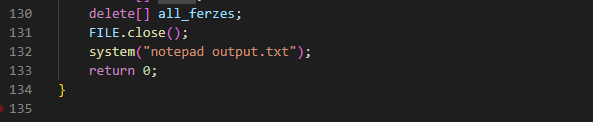 130 delete[] all_ferzes;
131 FILE.close();
132 system("notepad output.txt");
133 return 0;
134 }
135